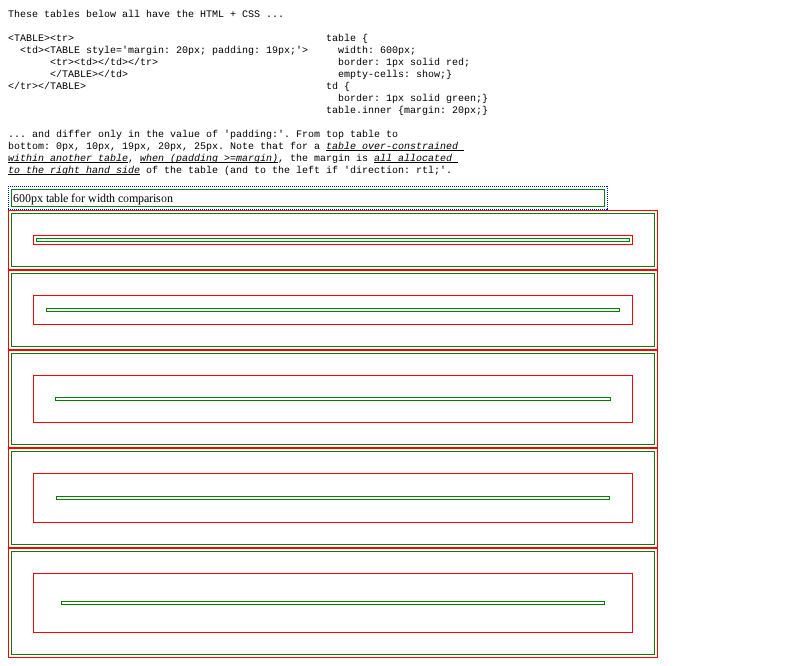 These tables below all have the HTML + CSS ...
<TABLE><tr> table {
<td><TABLE style='margin: 20px; padding: 19px;'> width: 600px;
<tr><td></td></tr> border: 1px solid red;
</TABLE></td> empty-cells: show;}
</tr></TABLE> td {
border: 1px solid green;}
table.inner {margin: 20px;}
... and differ only in the value of 'padding:'. From top table to
bottom: 0px, 10px, 19px, 20px, 25px. Note that for a table over-constrained
within another table, when (padding >=margin), the margin is all allocated
to the right hand side of the table (and to the left if 'direction: rtl;'.
600px table for width comparison